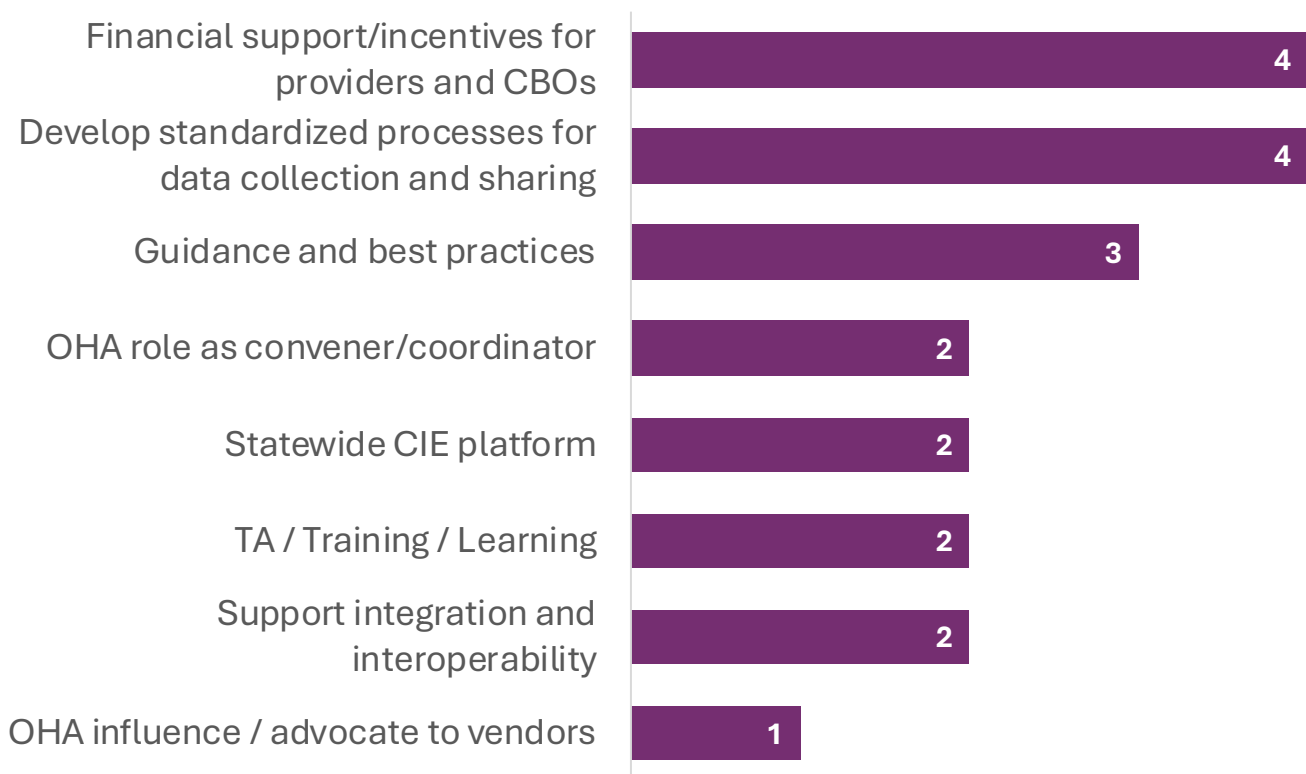 Financial support/incentives for
providers and CBOs
4
Develop standardized processes for
data collection and sharing
4
Guidance and best practices
3
OHA role as convener/coordinator
2
Statewide CIE platform
2
TA / Training / Learning
2
Support integration and
interoperability
2
OHA influence / advocate to vendors
1